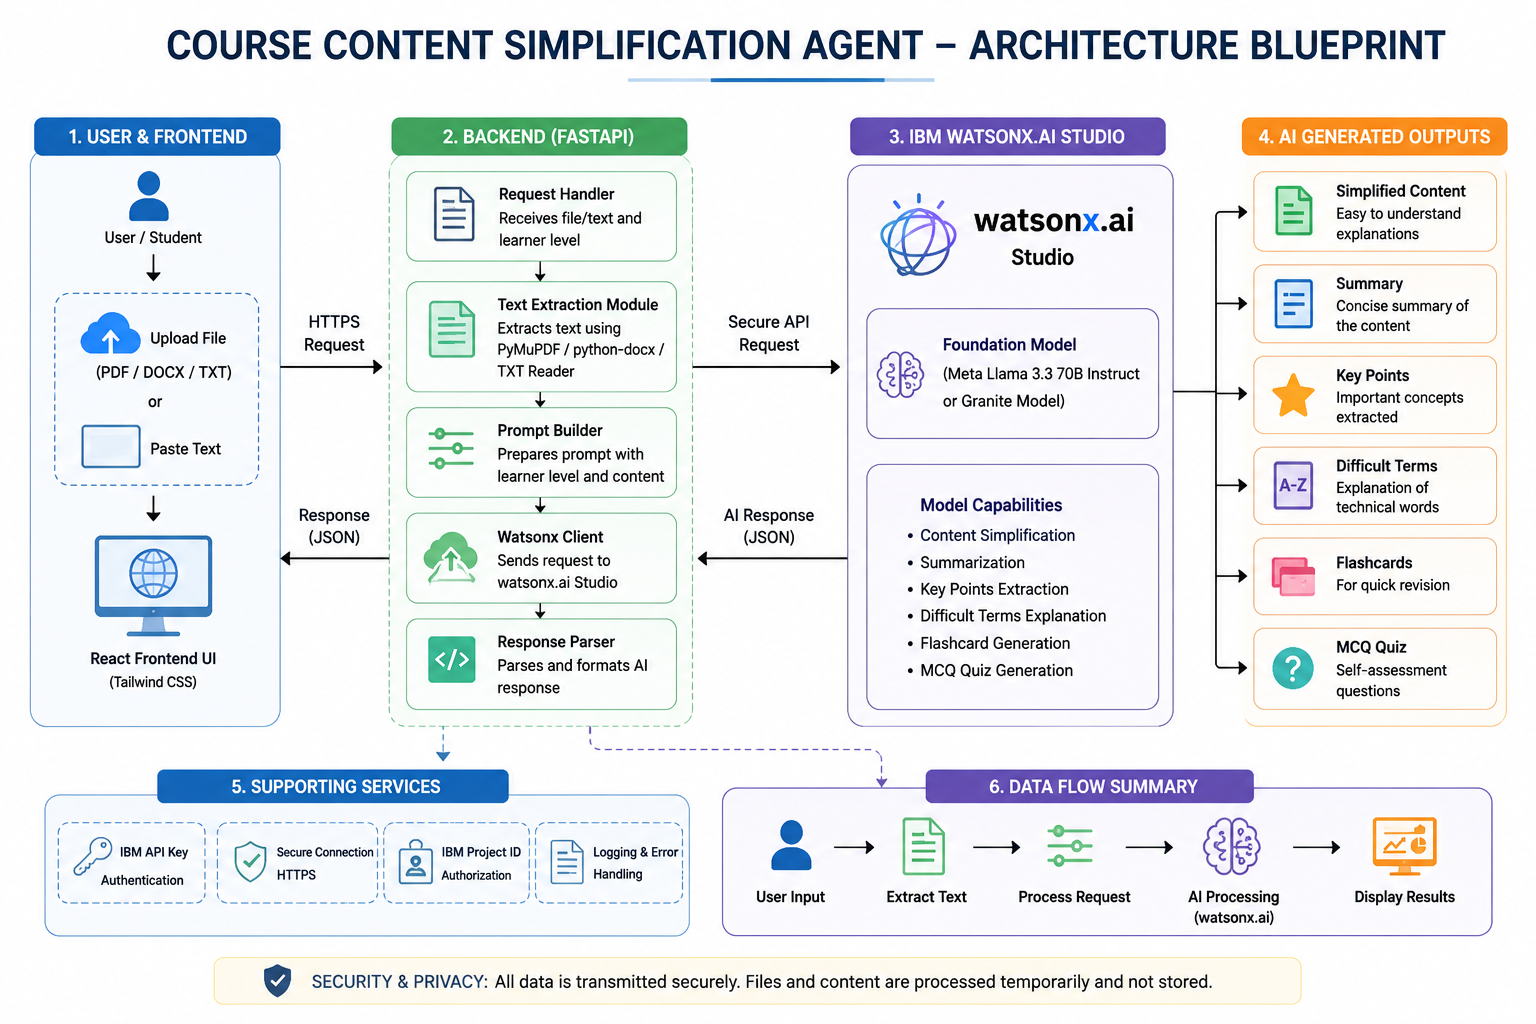 COURSE CONTENT SIMPLIFICATION AGENT – ARCHITECTURE BLUEPRINT
1. USER & FRONTEND
User / Student
Upload File
(PDF / DOCX / TXT)
or
Paste Text
React Frontend UI
(Tailwind CSS)
HTTPS
Request
Response
(JSON)
2. BACKEND (FASTAPI)
Request Handler
Receives file/text and
learner level
Text Extraction Module
Extracts text using
PyMuPDF / python-docx /
TXT Reader
Prompt Builder
Prepares prompt with
learner level and content
Watsonx Client
Sends request to
watsonx.ai Studio
Response Parser
</>
Parses and formats AI
response
Secure API
Request
AI Response
(JSON)
3. IBM WATSONX.AI STUDIO
watsonx.ai
Studio
Foundation Model
(Meta Llama 3.3 70B Instruct
or Granite Model)
Model Capabilities
• Content Simplification
• Summarization
• Key Points Extraction
• Difficult Terms Explanation
• Flashcard Generation
• MCQ Quiz Generation
4. AI GENERATED OUTPUTS
Simplified Content
Easy to understand
explanations
Summary
Concise summary of
the content
Key Points
Important concepts
extracted
Difficult Terms
A-Z
Explanation of
technical words
Flashcards
For quick revision
MCQ Quiz
?
Self-assessment
questions
5. SUPPORTING SERVICES
IBM API Key
Authentication
Secure Connection
HTTPS
IBM Project ID
Authorization
Logging & Error
Handling
6. DATA FLOW SUMMARY
User Input
Extract Text
Process Request
AI Processing
(watsonx.ai)
Display Results
SECURITY & PRIVACY: All data is transmitted securely. Files and content are processed temporarily and not stored.